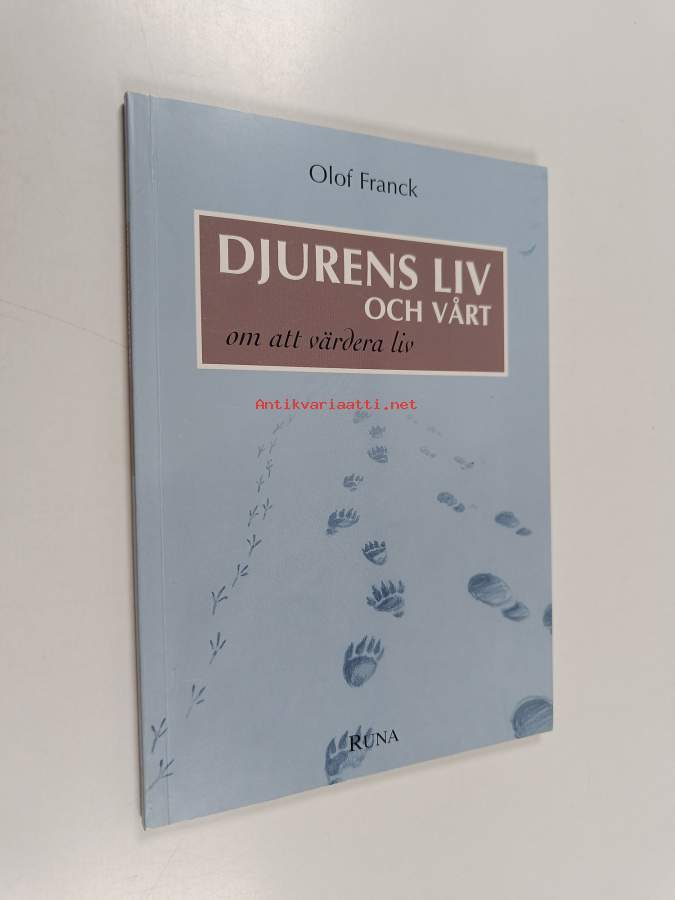 Olof Franck
DJURENS LIV
OCH VÅRT
om att värdera liv
Antikvariaatti.net
RUNA